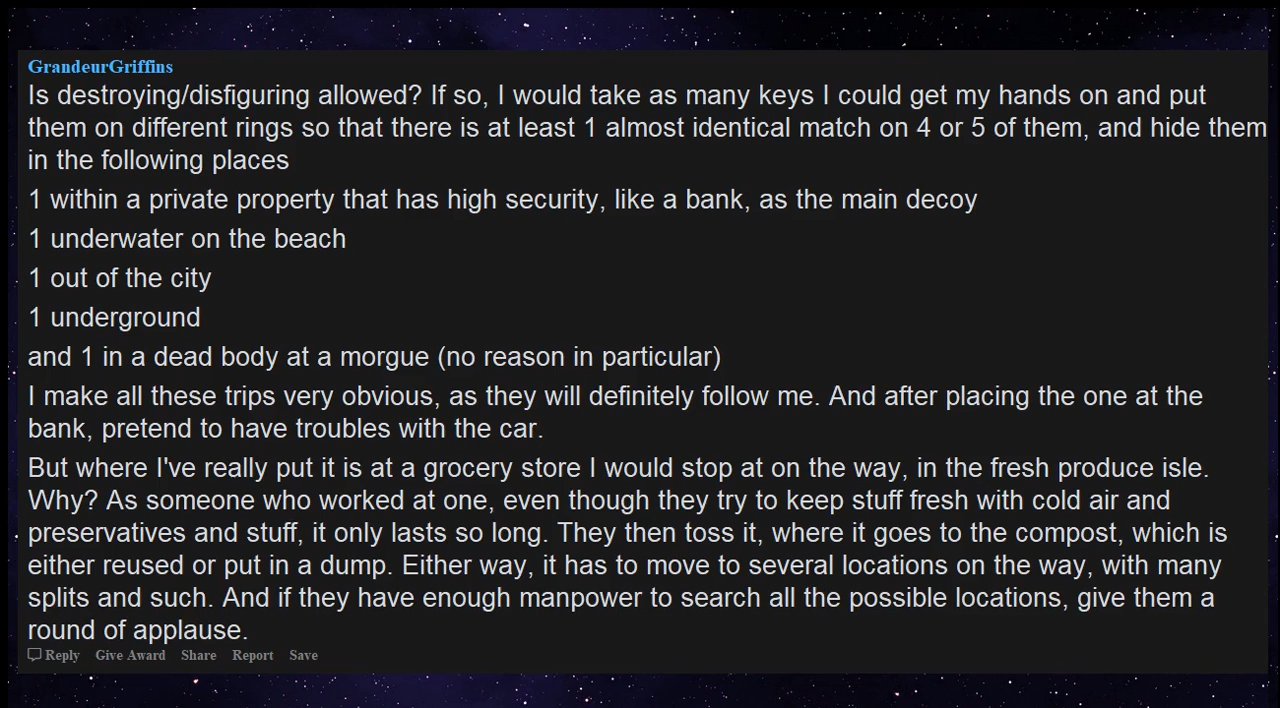 GrandeurGriffins
Is destroying/disfiguring allowed? If so, I would take as many keys I could get my hands on and put
them on different rings so that there is at least 1 almost identical match on 4 or 5 of them, and hide them
in the following places
1 within a private property that has high security, like a bank, as the main decoy
1 underwater on the beach
1 out of the city
1 underground
and 1 in a dead body at a morgue (no reason in particular)
I make all these trips very obvious, as they will definitely follow me. And after placing the one at the
bank, pretend to have troubles with the car.
But where I've really put it is at a grocery store I would stop at on the way, in the fresh produce isle.
Why? As someone who worked at one, even though they try to keep stuff fresh with cold air and
preservatives and stuff, it only lasts so long. They then toss it, where it goes to the compost, which is
either reused or put in a dump. Either way, it has to move to several locations on the way, with many
splits and such. And if they have enough manpower to search all the possible locations, give them a
round of applause.
Reply Give Award Share Report Save